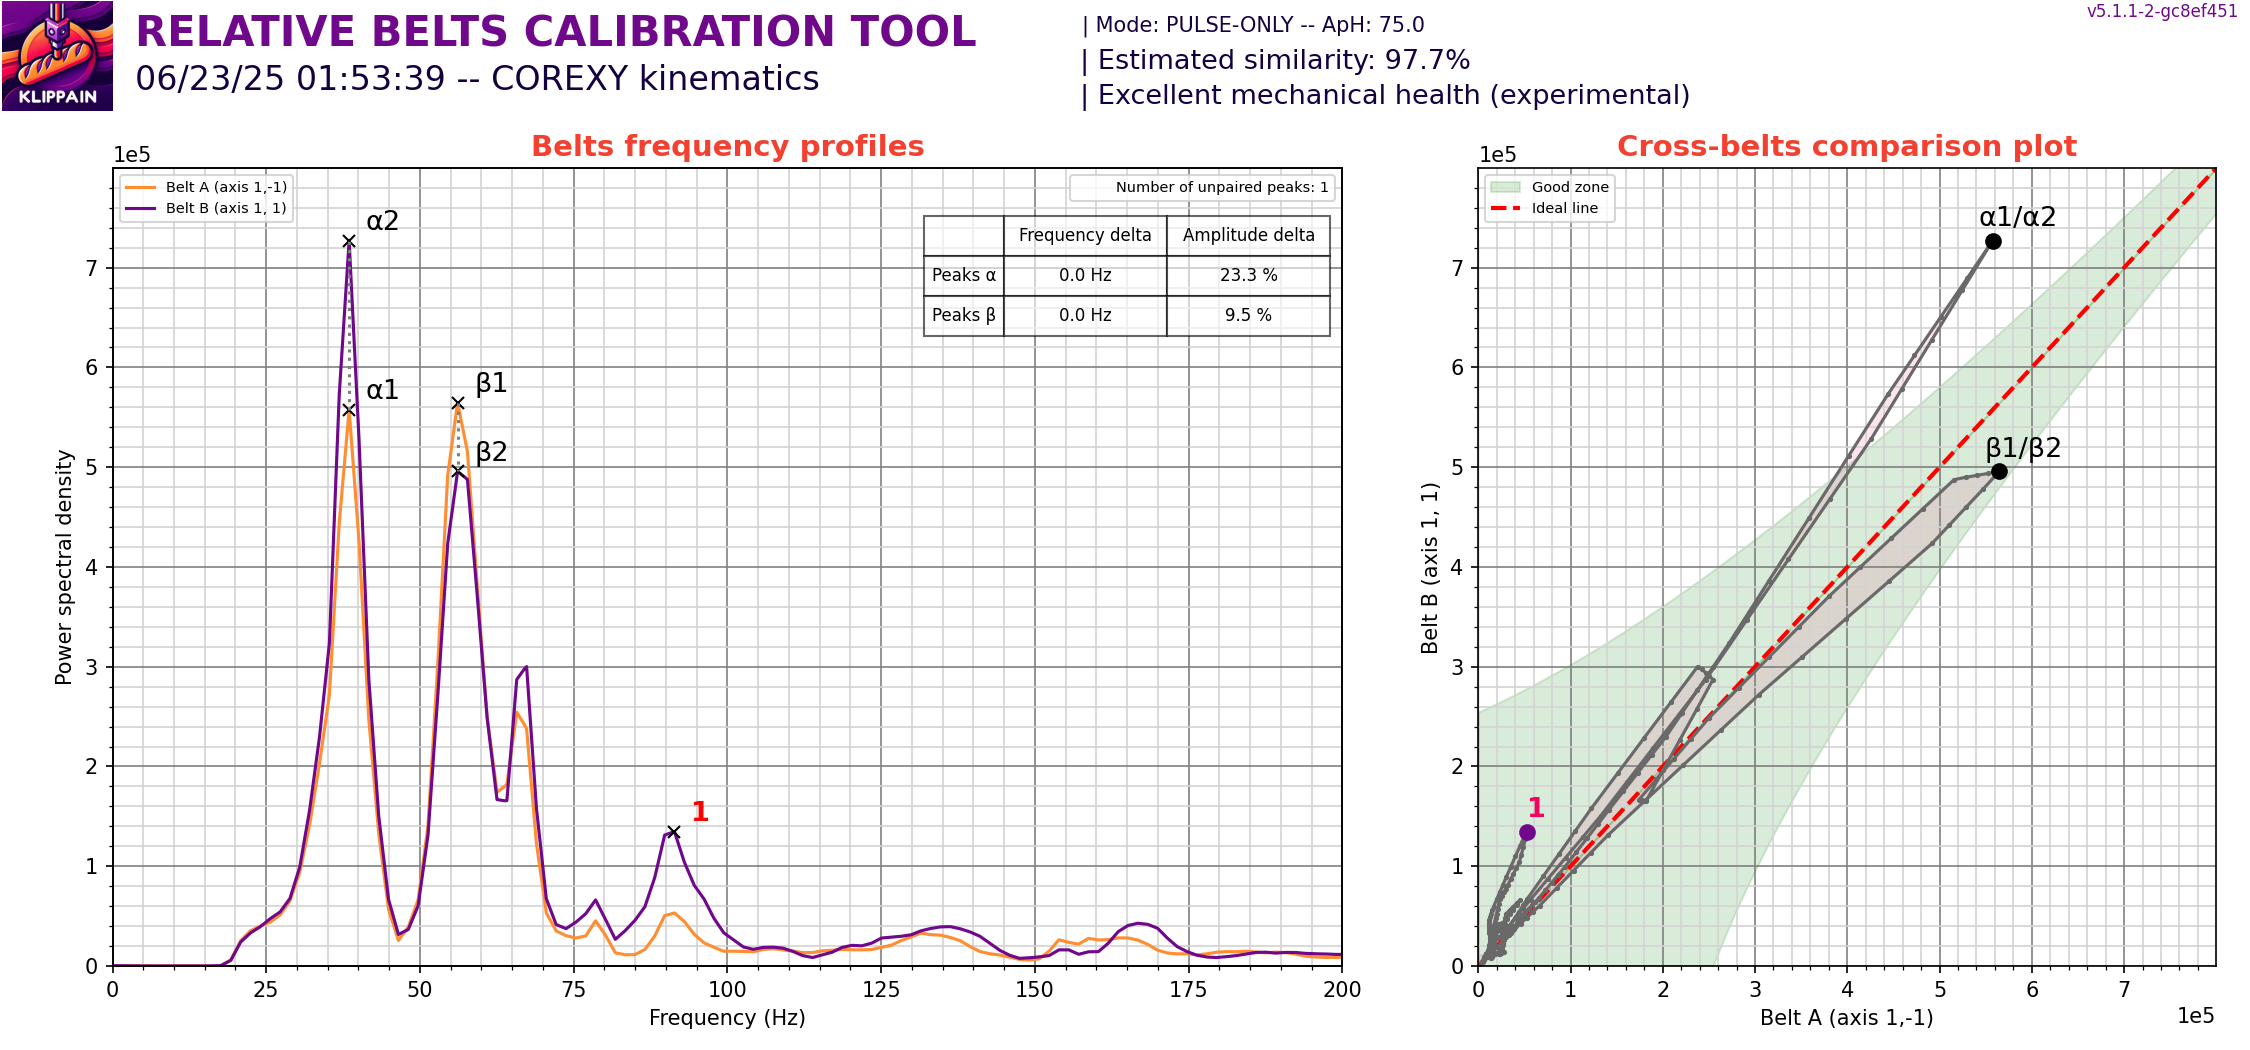 KLIPPAIN
RELATIVE BELTS CALIBRATION TOOL
06/23/25 01:53:39 -- COREXY kinematics
| Mode: PULSE-ONLY -- ApH: 75.0
| Estimated similarity: 97.7%
| Excellent mechanical health (experimental)
v5.1.1-2-gc8ef451
Belts frequency profiles
1e5
Belt A (axis 1,-1)
Belt B (axis 1, 1)
Number of unpaired peaks: 1
Frequency delta Amplitude delta
Peaks α 0.0 Hz 23.3 %
Peaks β 0.0 Hz 9.5 %
α2
α1
β1
β2
1
7
6
5
4
3
2
1
0
Power spectral density
0 25 50 75 100 125 150 175 200
Frequency (Hz)
Cross-belts comparison plot
1e5
Good zone
Ideal line
α1/α2
β1/β2
1
7
6
5
4
3
2
1
0
Belt B (axis 1, 1)
0 1 2 3 4 5 6 7
Belt A (axis 1,-1)
1e5